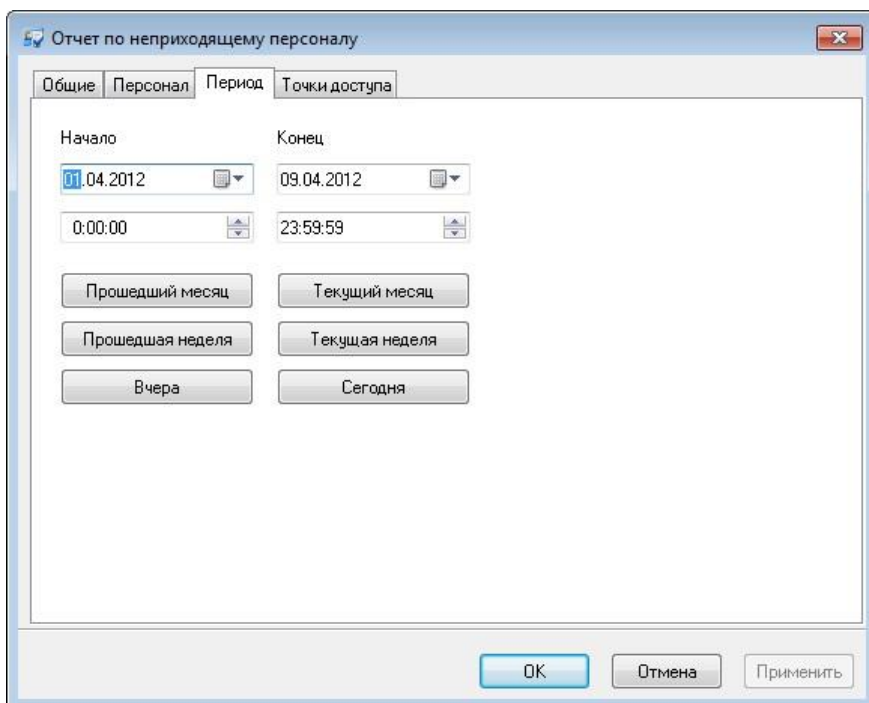 Отчет по неприходящему персоналу
Общие Персонал Период Точки доступа
Начало Конец
01.04.2012 09.04.2012
0:00:00 23:59:59
Прошедший месяц Текущий месяц
Прошедшая неделя Текущая неделя
Вчера Сегодня
OK Отмена Применить